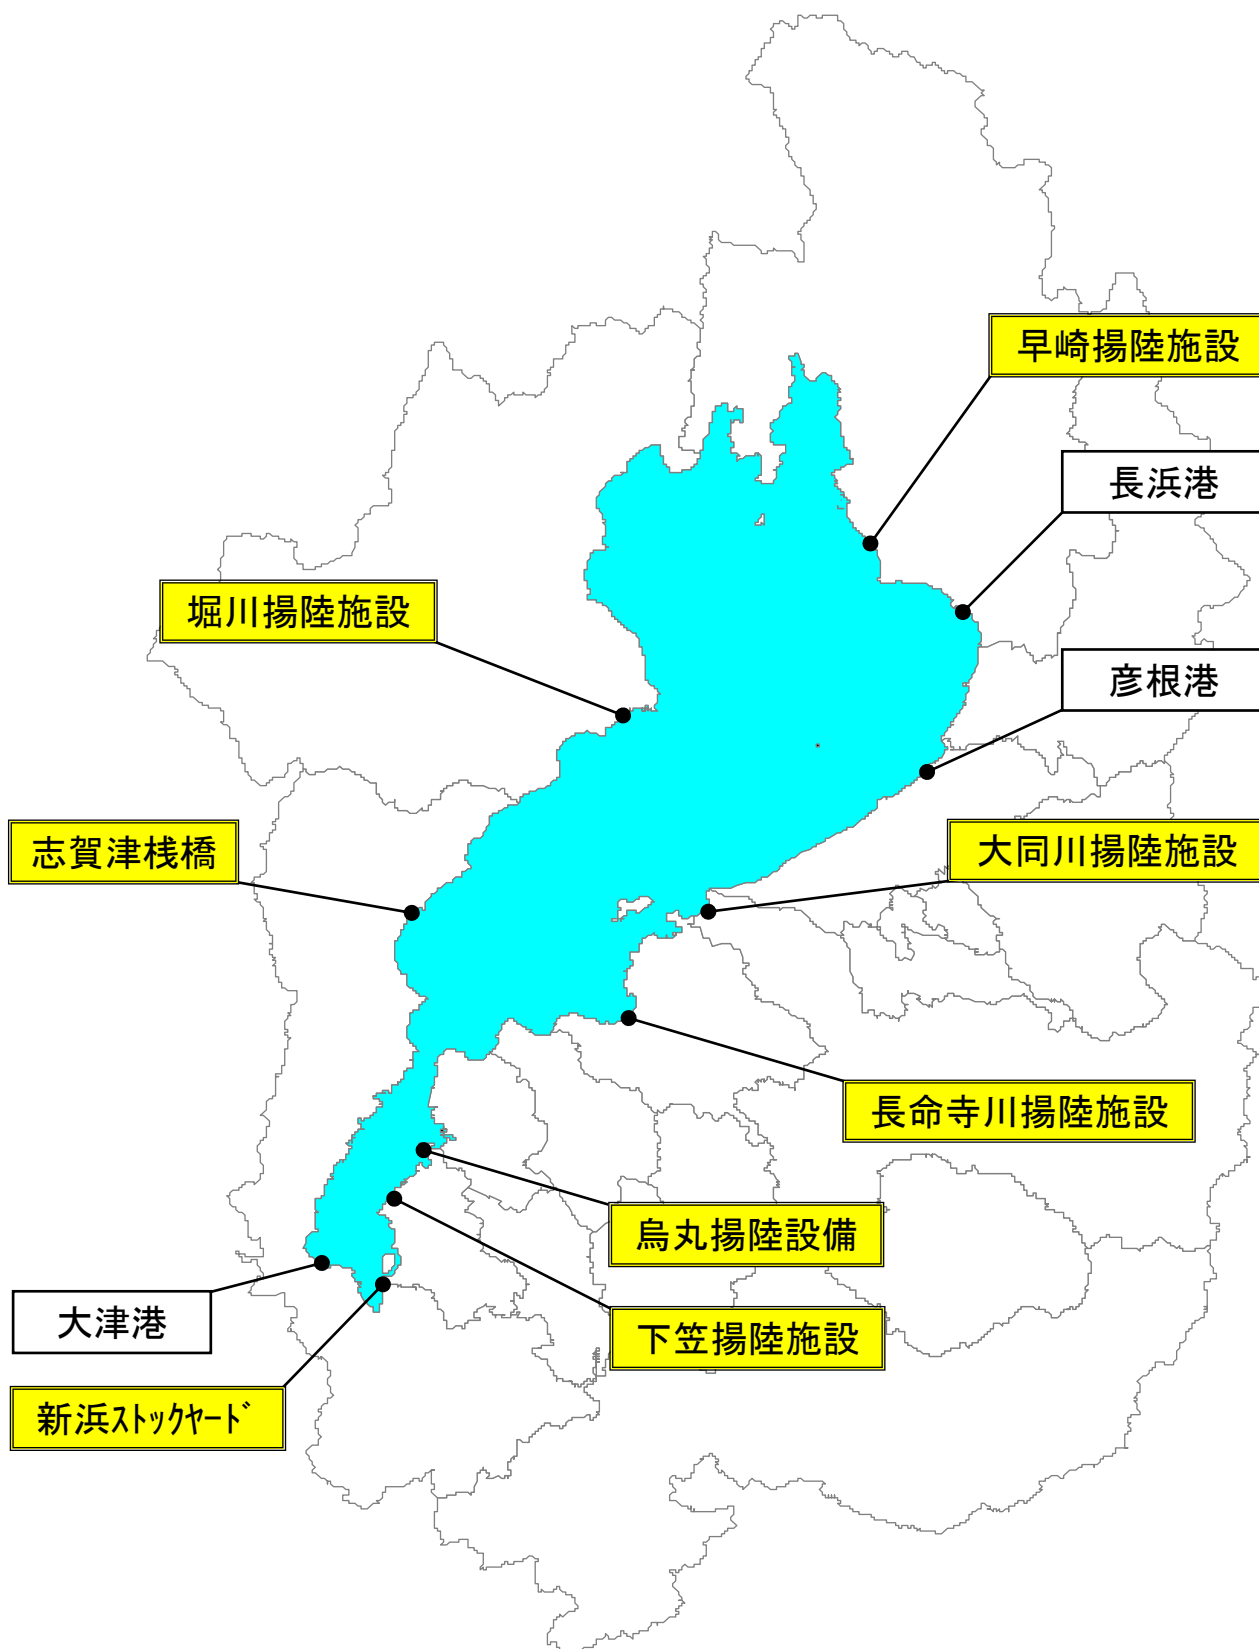 早崎揚陸施設
長浜港
堀川揚陸施設
彦根港
志賀津桟橋
大同川揚陸施設
長命寺川揚陸施設
烏丸揚陸設備
大津港
下笠揚陸施設
新浜ｽﾄｯｸﾔｰﾄﾞ